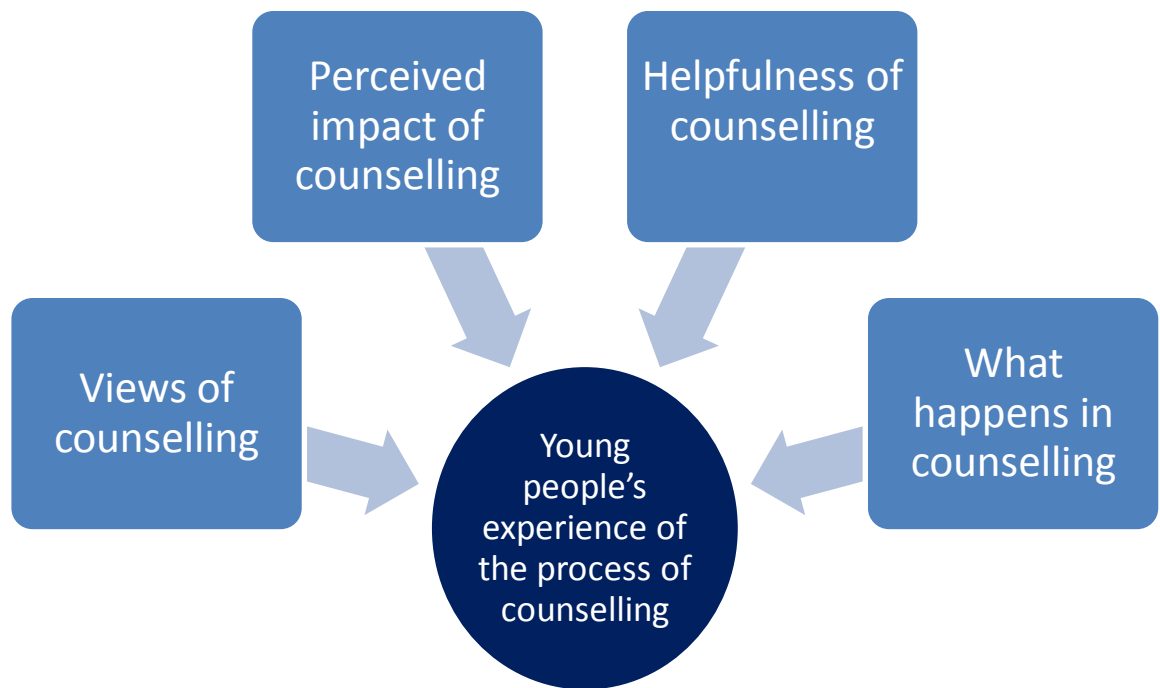 Perceived
impact of
counselling
Helpfulness of
counselling
Views of
counselling
What
happens in
counselling
Young
people’s
experience of
the process of
counselling